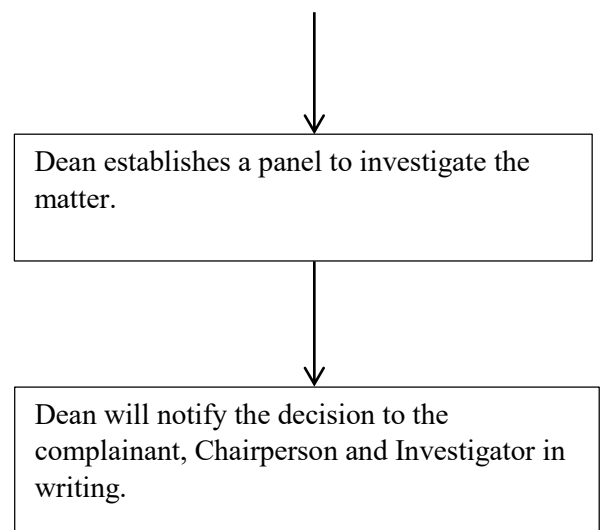 Dean establishes a panel to investigate the
matter.
Dean will notify the decision to the
complainant, Chairperson and Investigator in
writing.